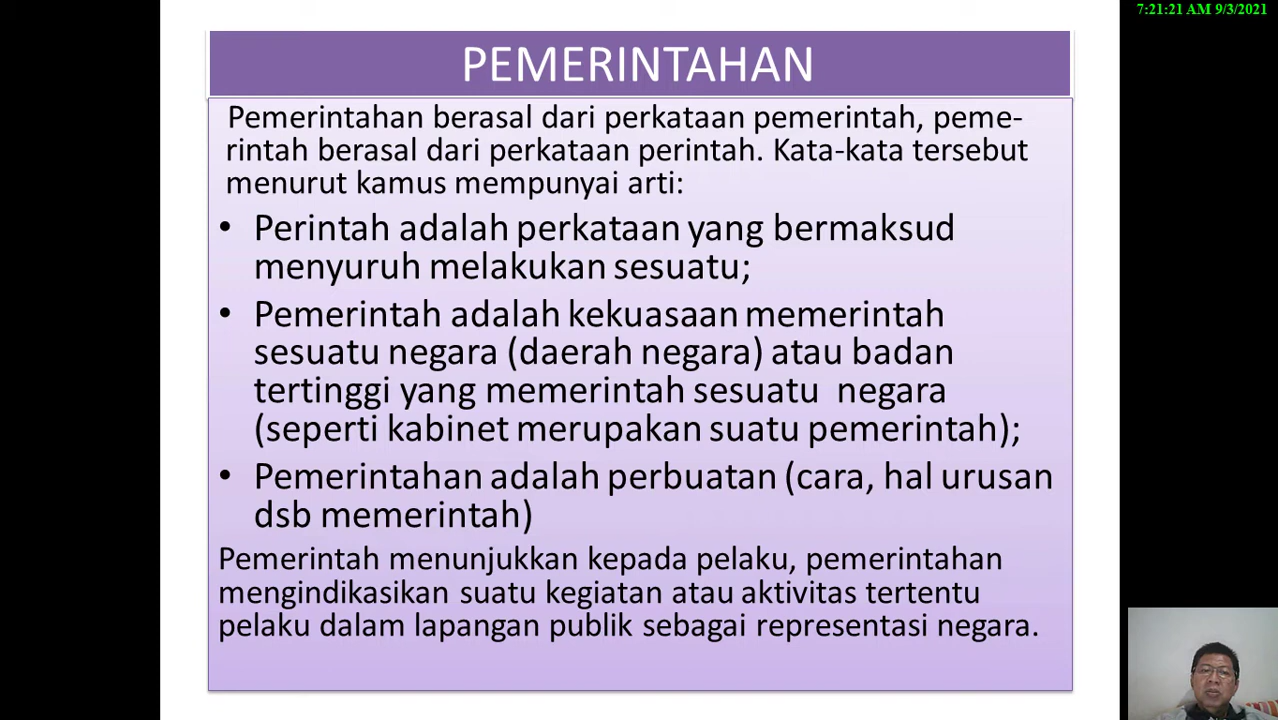 7:21:21 AM 9/3/2021
PEMERINTAHAN
Pemerintahan berasal dari perkataan pemerintah, peme-
rintah berasal dari perkataan perintah. Kata-kata tersebut
menurut kamus mempunyai arti:
• Perintah adalah perkataan yang bermaksud
menyuruh melakukan sesuatu;
• Pemerintah adalah kekuasaan memerintah
sesuatu negara (daerah negara) atau badan
tertinggi yang memerintah sesuatu negara
(seperti kabinet merupakan suatu pemerintah);
• Pemerintahan adalah perbuatan (cara, hal urusan
dsb memerintah)
Pemerintah menunjukkan kepada pelaku, pemerintahan
mengindikasikan suatu kegiatan atau aktivitas tertentu
pelaku dalam lapangan publik sebagai representasi negara.